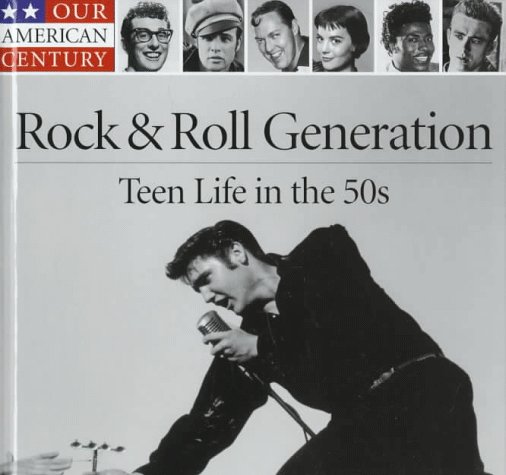 OUR
AMERICAN
CENTURY
Rock & Roll Generation
Teen Life in the 50s